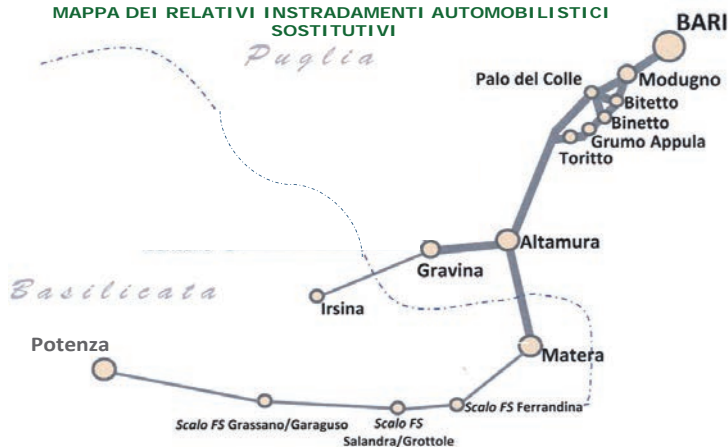 MAPPA DEI RELATIVI INSTRADAMENTI AUTOMOBILISTICI
SOSTITUTIVI
BARI
Puglia
Palo del Colle
Modugno
Bitetto
Binetto
Grumo Appula
Toritto
Altamura
Gravina
Basilicata
Irsina
Potenza
Matera
Scalo FS Ferrandina
Scalo FS Grassano/Garaguso
Scalo FS
Salandra/Grottole